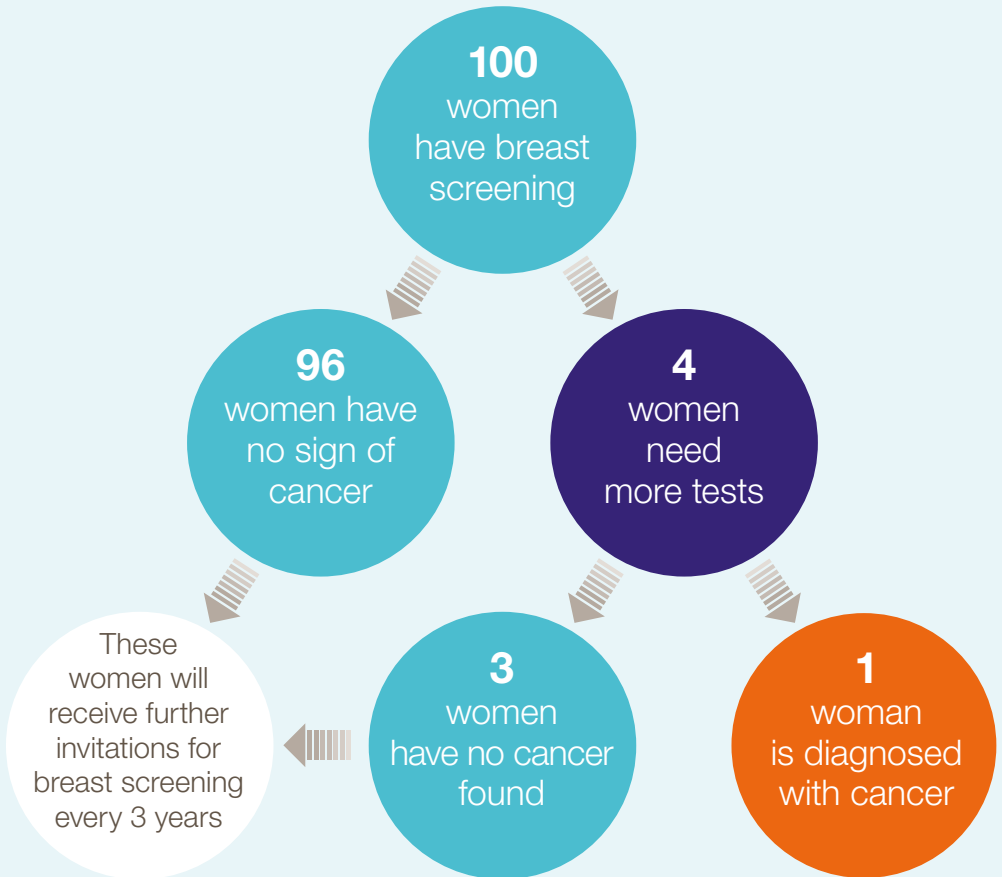 100
women
have breast
screening
96
women have
no sign of
cancer
4
women
need
more tests
These
women will
receive further
invitations for
breast screening
every 3 years
3
women
have no cancer
found
1
woman
is diagnosed
with cancer